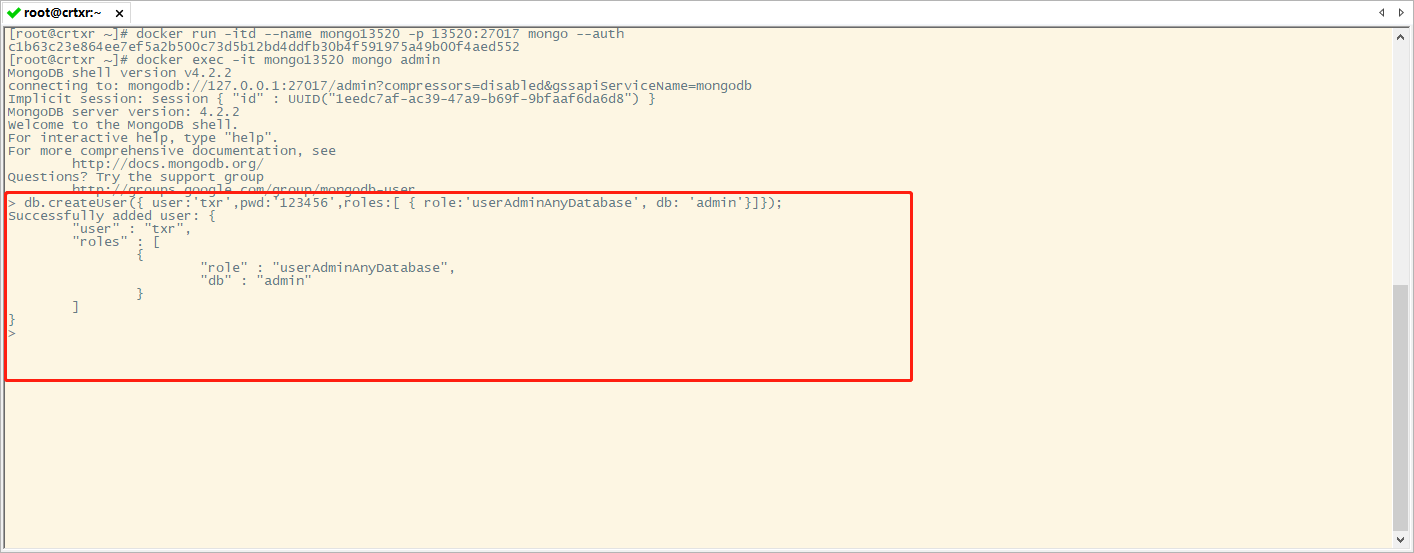 root@crtxr:~ ×
[root@crtxr ~]# docker run -itd --name mongo13520 -p 13520:27017 mongo --auth
c1b63c23e864ee7ef5a2b500c73d5b12bd4ddfb30b4f591975a49b00f4aed552
[root@crtxr ~]# docker exec -it mongo13520 mongo admin
MongoDB shell version v4.2.2
connecting to: mongodb://127.0.0.1:27017/admin?compressors=disabled&gssapiServiceName=mongodb
Implicit session: session { "id" : UUID("1eedc7af-ac39-47a9-b69f-9bfaaf6da6d8") }
MongoDB server version: 4.2.2
Welcome to the MongoDB shell.
For interactive help, type "help".
For more comprehensive documentation, see
http://docs.mongodb.org/
Questions? Try the support group
http://groups.google.com/group/mongodb-user
> db.createUser({ user:'txr',pwd:'123456',roles:[ { role:'userAdminAnyDatabase', db: 'admin'}]});
Successfully added user: {
"user" : "txr",
"roles" : [
{
"role" : "userAdminAnyDatabase",
"db" : "admin"
}
]
}
>